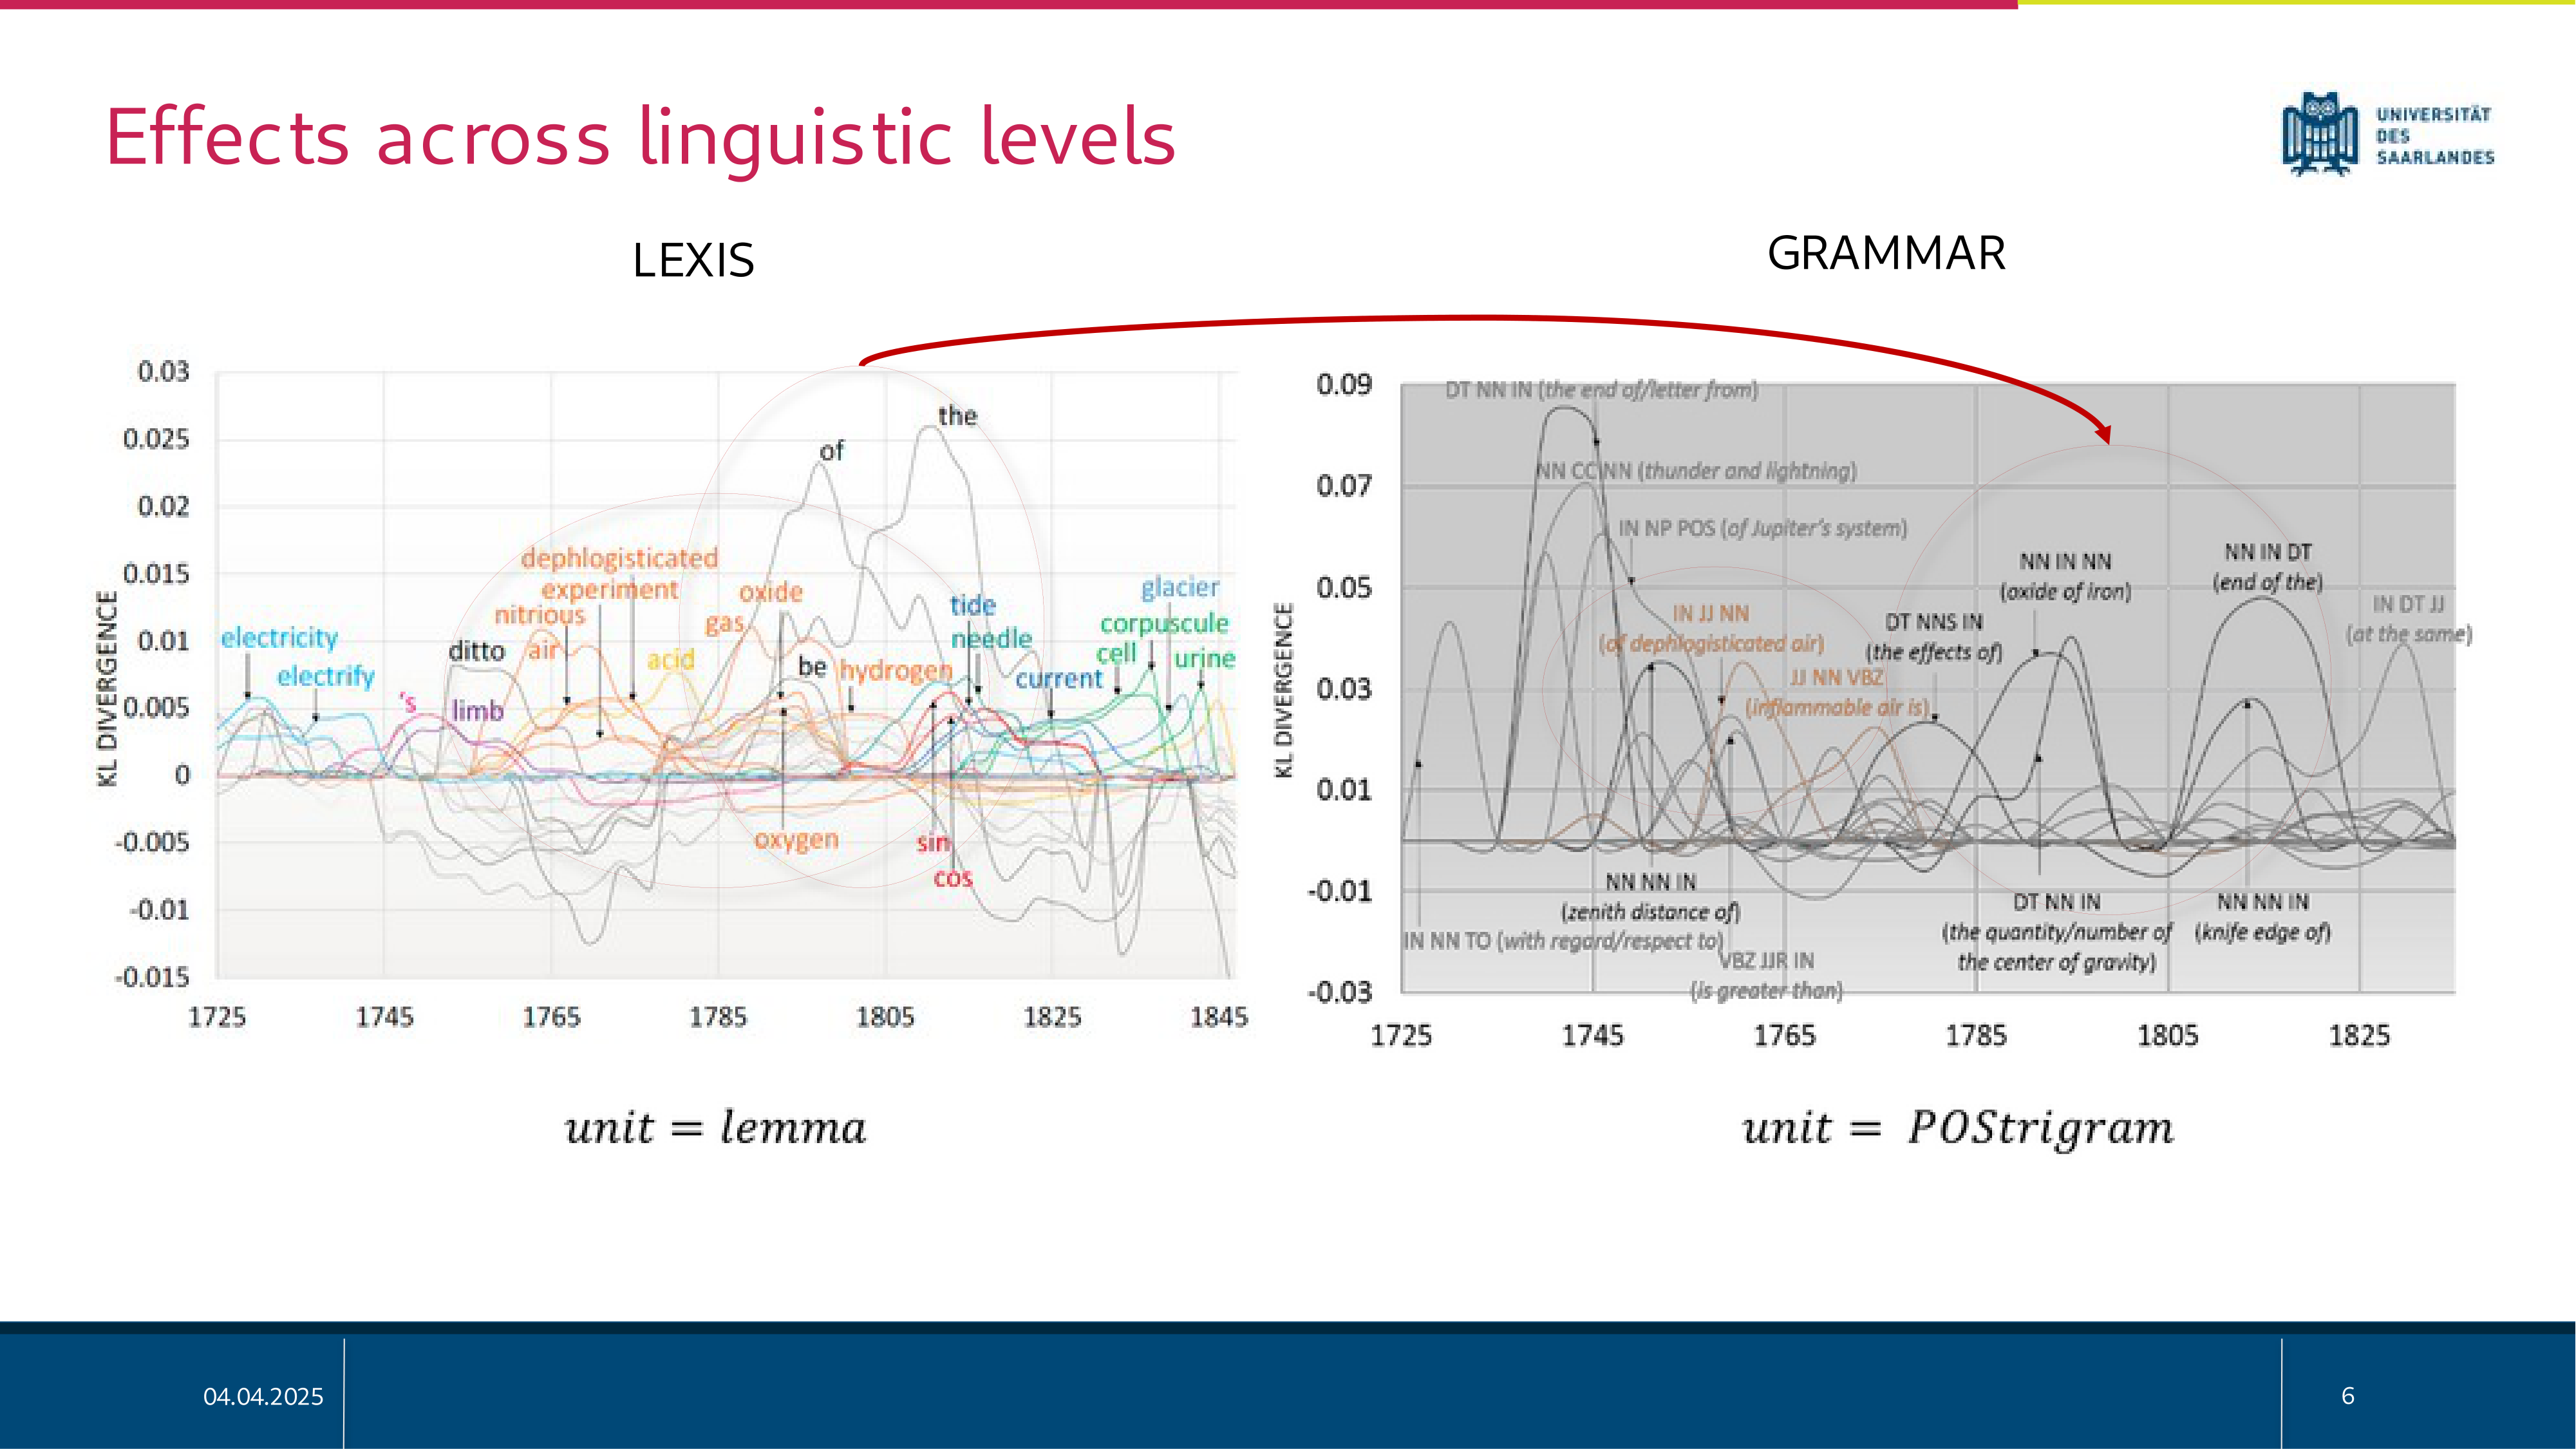 Effects across linguistic levels
UNIVERSITÄT
DES
SAARLANDES
LEXIS
GRAMMAR
KL DIVERGENCE
0.03
0.025
0.02
0.015
0.01
0.005
0
-0.005
-0.01
-0.015
1725 1745 1765 1785 1805 1825 1845
the
of
dephlogisticated
experiment
nitrious
air
oxide
gas
acid
electricity
electrify
ditto
's
limb
be
hydrogen
tide
needle
current
glacier
corpuscule
cell
urine
oxygen
sin
cos
unit = lemma
KL DIVERGENCE
0.09
0.07
0.05
0.03
0.01
-0.01
-0.03
1725 1745 1765 1785 1805 1825
DT NN IN (the end of/letter from)
NN CC NN (thunder and lightning)
IN NP POS (of Jupiter's system)
IN JJ NN
(of dephlogisticated air)
JJ NN VBZ
(inflammable air is)
DT NNS IN
(the effects of)
NN IN NN
(oxide of iron)
NN IN DT
(end of the)
IN DT JJ
(at the same)
NN NN IN
(zenith distance of)
IN NN TO (with regard/respect to)
VBZ JJR IN
(is greater than)
DT NN IN
(the quantity/number of
the center of gravity)
NN NN IN
(knife edge of)
unit = POStrigram
04.04.2025
6